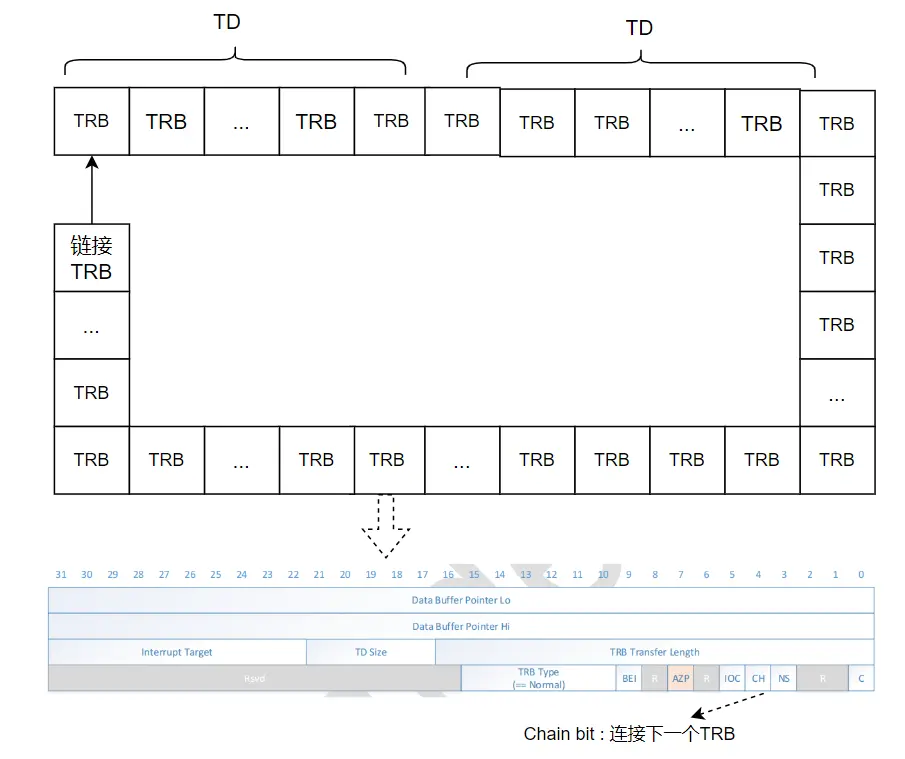 TD TD
TRB TRB ... TRB TRB TRB TRB TRB ... TRB TRB
TRB
链接
TRB
TRB
... TRB
TRB ...
TRB TRB ... TRB TRB ... TRB TRB TRB TRB TRB
31 30 29 28 27 26 25 24 23 22 21 20 19 18 17 16 15 14 13 12 11 10 9 8 7 6 5 4 3 2 1 0
Data Buffer Pointer Lo
Data Buffer Pointer Hi
Interrupt Target TD Size TRB Transfer Length
Rsvd TRB Type
(== Normal) BEI R AZP R IOC CH NS R C
Chain bit : 连接下一个TRB